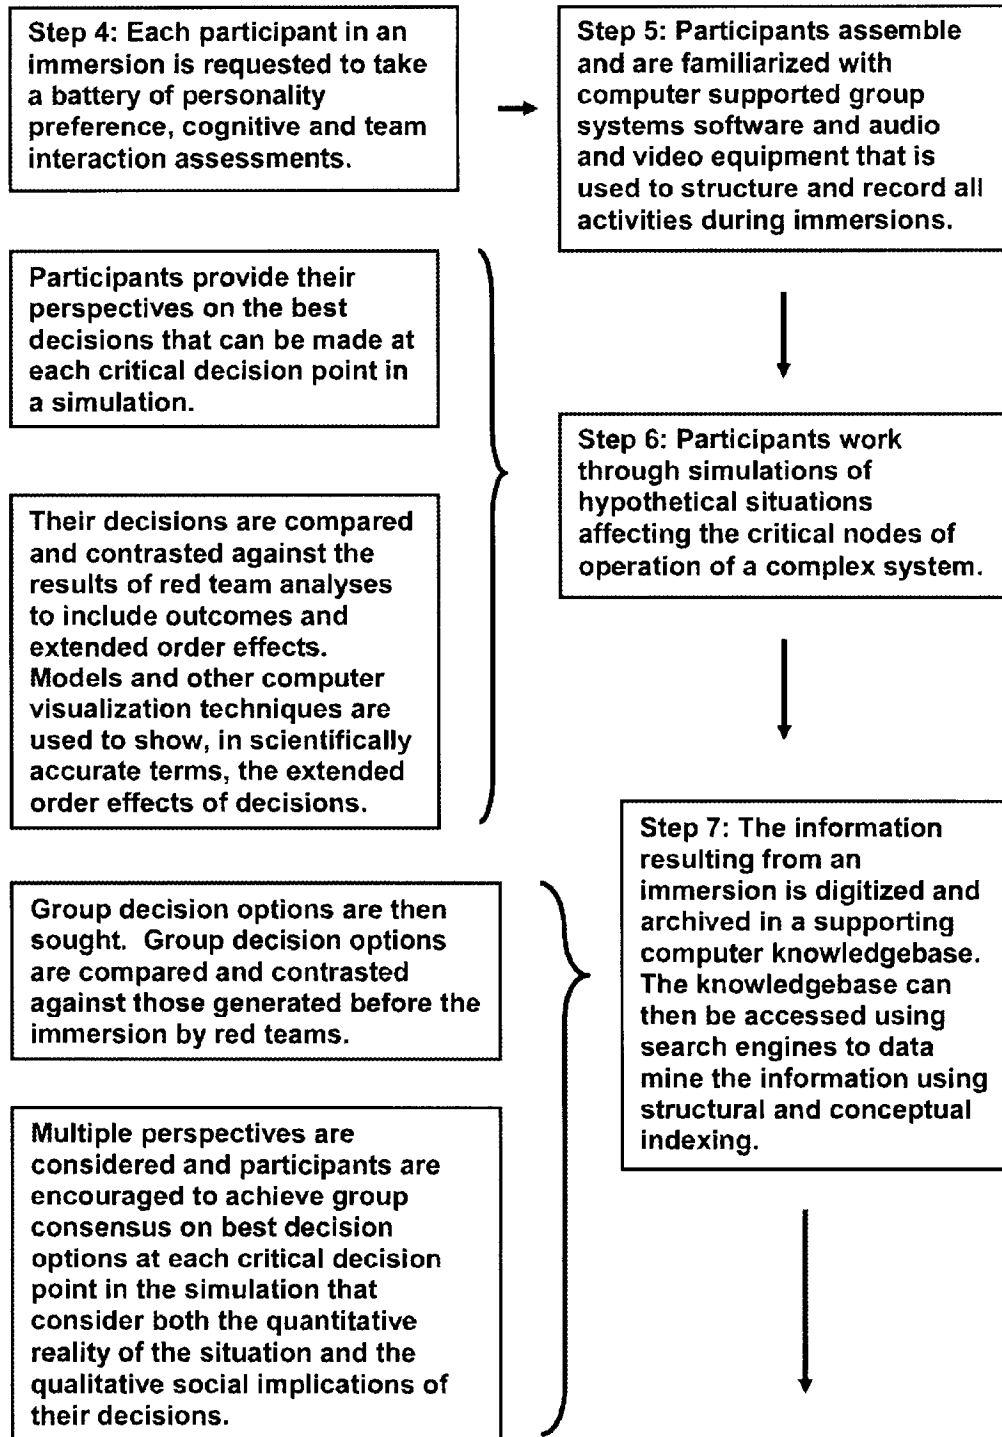 Step 4: Each participant in an
immersion is requested to take
a battery of personality
preference, cognitive and team
interaction assessments.
Step 5: Participants assemble
and are familiarized with
computer supported group
systems software and audio
and video equipment that is
used to structure and record all
activities during immersions.
Participants provide their
perspectives on the best
decisions that can be made at
each critical decision point in
a simulation.
Their decisions are compared
and contrasted against the
results of red team analyses
to include outcomes and
extended order effects.
Models and other computer
visualization techniques are
used to show, in scientifically
accurate terms, the extended
order effects of decisions.
Step 6: Participants work
through simulations of
hypothetical situations
affecting the critical nodes of
operation of a complex system.
Group decision options are then
sought.  Group decision options
are compared and contrasted
against those generated before the
immersion by red teams.
Multiple perspectives are
considered and participants are
encouraged to achieve group
consensus on best decision
options at each critical decision
point in the simulation that
consider both the quantitative
reality of the situation and the
qualitative social implications of
their decisions.
Step 7: The information
resulting from an
immersion is digitized and
archived in a supporting
computer knowledgebase.
The knowledgebase can
then be accessed using
search engines to data
mine the information using
structural and conceptual
indexing.